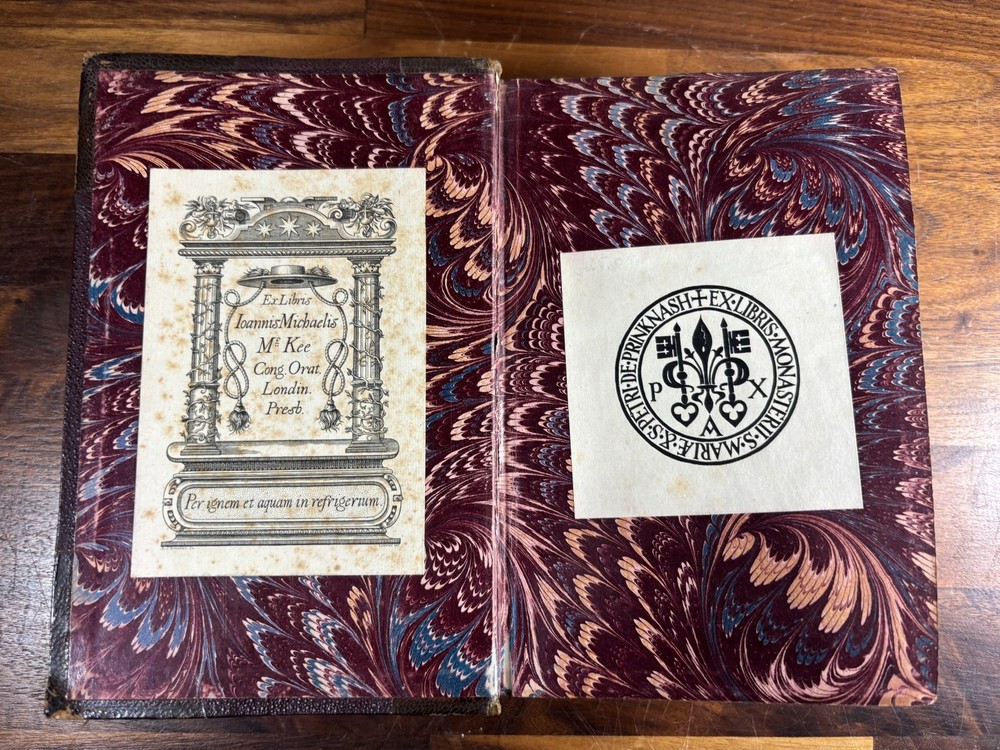 Ex Libris
Ioannis Michaelis
Mc Kee
Cong. Orat.
Londin.
Presb.
Per ignem et aquam in refrigerium.
+ EX · LIBRIS · MONASTERII · S · MARIÆ · & · S · PETRI · DE · PRINKNASH
P A X